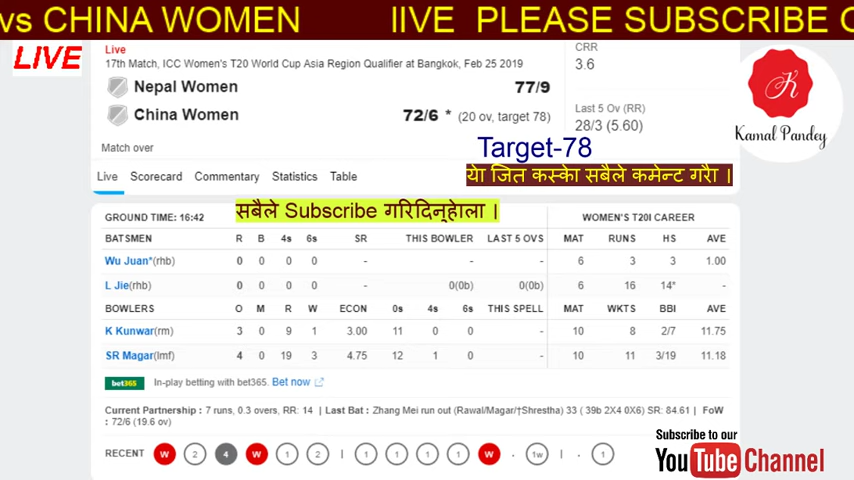 vs CHINA WOMEN IIVE PLEASE SUBSCRIBE
LIVE
Live
17th Match, ICC Women's T20 World Cup Asia Region Qualifier at Bangkok, Feb 25 2019
Nepal Women 77/9
China Women 72/6 * (20 ov, target 78)
Match over
CRR
3.6
Last 5 Ov (RR)
28/3 (5.60)
K
Kamal Pandey
Target-78
यो जित कस्को सबैले कमेन्ट गरौ ।
Live Scorecard Commentary Statistics Table
सबैले Subscribe गरिदिनुहोला ।
GROUND TIME: 16:42 WOMEN'S T20I CAREER
BATSMEN R B 4s 6s SR THIS BOWLER LAST 5 OVS MAT RUNS HS AVE
Wu Juan*(rhb) 0 0 0 0 - - - 6 3 3 1.00
L Jie(rhb) 0 0 0 0 - 0(0b) 0(0b) 6 16 14* -
BOWLERS O M R W ECON 0s 4s 6s THIS SPELL MAT WKTS BBI AVE
K Kunwar(rm) 3 0 9 1 3.00 11 0 0 - 10 8 2/7 11.75
SR Magar(lmf) 4 0 19 3 4.75 12 1 0 - 10 11 3/19 11.18
bet365 In-play betting with bet365. Bet now
Current Partnership : 7 runs, 0.3 overs, RR: 14 | Last Bat : Zhang Mei run out (Rawal/Magar/†Shrestha) 33 ( 39b 2X4 0X6) SR: 84.61 | FoW
: 72/6 (19.6 ov)
RECENT W 2 4 W 1 2 | 1 1 1 1 W . 1w | . 1
Subscribe to our
YouTube Channel